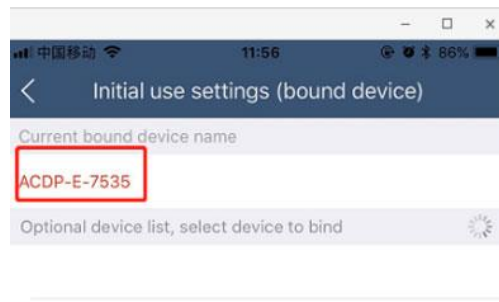 中国移动 11:56 86%
Initial use settings (bound device)
Current bound device name
ACDP-E-7535
Optional device list, select device to bind